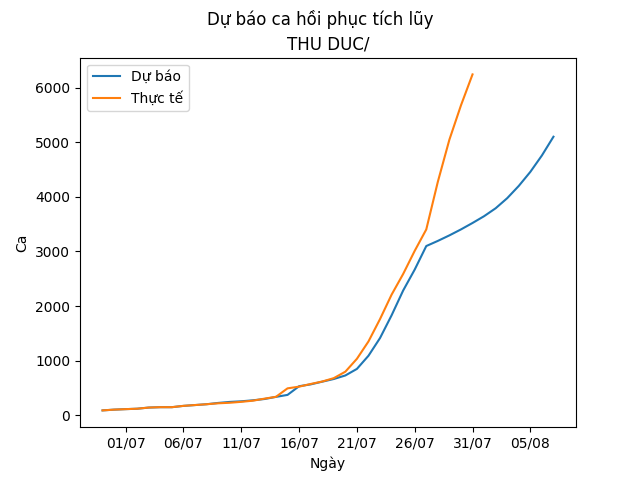 Dự báo ca hồi phục tích lũy
THU DUC/
Dự báo
Thực tế
6000
5000
4000
3000
2000
1000
0
Ca
01/07 06/07 11/07 16/07 21/07 26/07 31/07 05/08
Ngày